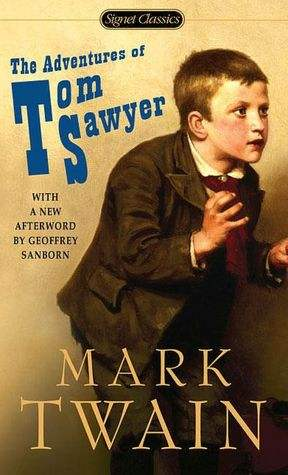 Signet Classics
The Adventures of
Tom
Sawyer
WITH
A NEW
AFTERWORD
BY GEOFFREY
SANBORN
MARK
TWAIN